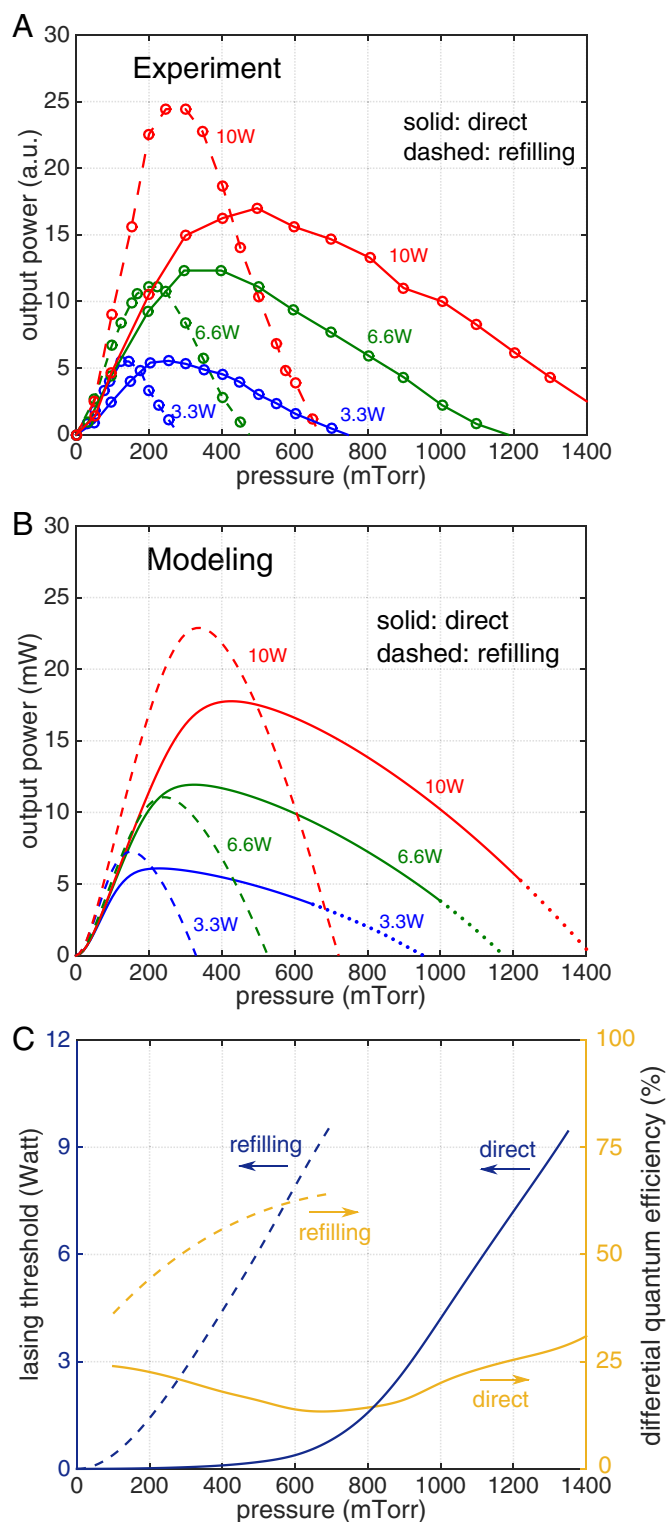 A
Experiment
solid: direct
dashed: refilling
10W
10W
6.6W
6.6W
3.3W
3.3W
output power (a.u.)
30
25
20
15
10
5
0
0 200 400 600 800 1000 1200 1400
pressure (mTorr)
B
Modeling
solid: direct
dashed: refilling
10W
10W
6.6W
6.6W
3.3W
3.3W
output power (mW)
30
25
20
15
10
5
0
0 200 400 600 800 1000 1200 1400
pressure (mTorr)
C
refilling
direct
refilling
direct
lasing threshold (Watt)
12
9
6
3
0
differetial quantum efficiency (%)
100
75
50
25
0
0 200 400 600 800 1000 1200 1400
pressure (mTorr)